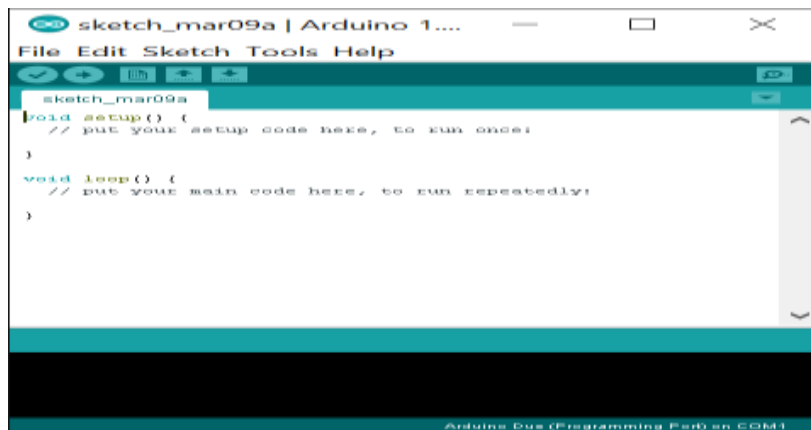 sketch_mar09a | Arduino 1....
File Edit Sketch Tools Help
sketch_mar09a
void setup() {
// put your setup code here, to run once:
}
void loop() {
// put your main code here, to run repeatedly:
}
Arduino Due (Programming Port) on COM1